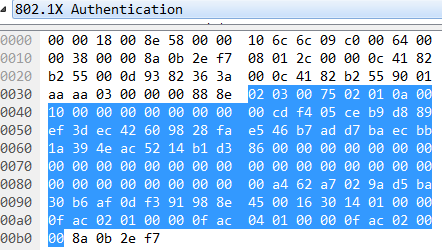 802.1X Authentication
0000 00 00 18 00 8e 58 00 00 10 6c 6c 09 c0 00 64 00
0010 00 38 00 00 8a 0b 2e f7 08 01 2c 00 00 0c 41 82
0020 b2 55 00 0d 93 82 36 3a 00 0c 41 82 b2 55 90 01
0030 aa aa 03 00 00 00 88 8e 02 03 00 75 02 01 0a 00
0040 10 00 00 00 00 00 00 00 00 cd f4 05 ce b9 d8 89
0050 ef 3d ec 42 60 98 28 fa e5 46 b7 ad d7 ba ec bb
0060 1a 39 4e ac 52 14 b1 d3 86 00 00 00 00 00 00 00
0070 00 00 00 00 00 00 00 00 00 00 00 00 00 00 00 00
0080 00 00 00 00 00 00 00 00 00 a4 62 a7 02 9a d5 ba
0090 30 b6 af 0d f3 91 98 8e 45 00 16 30 14 01 00 00
00a0 0f ac 02 01 00 00 0f ac 04 01 00 00 0f ac 02 00
00b0 00 8a 0b 2e f7